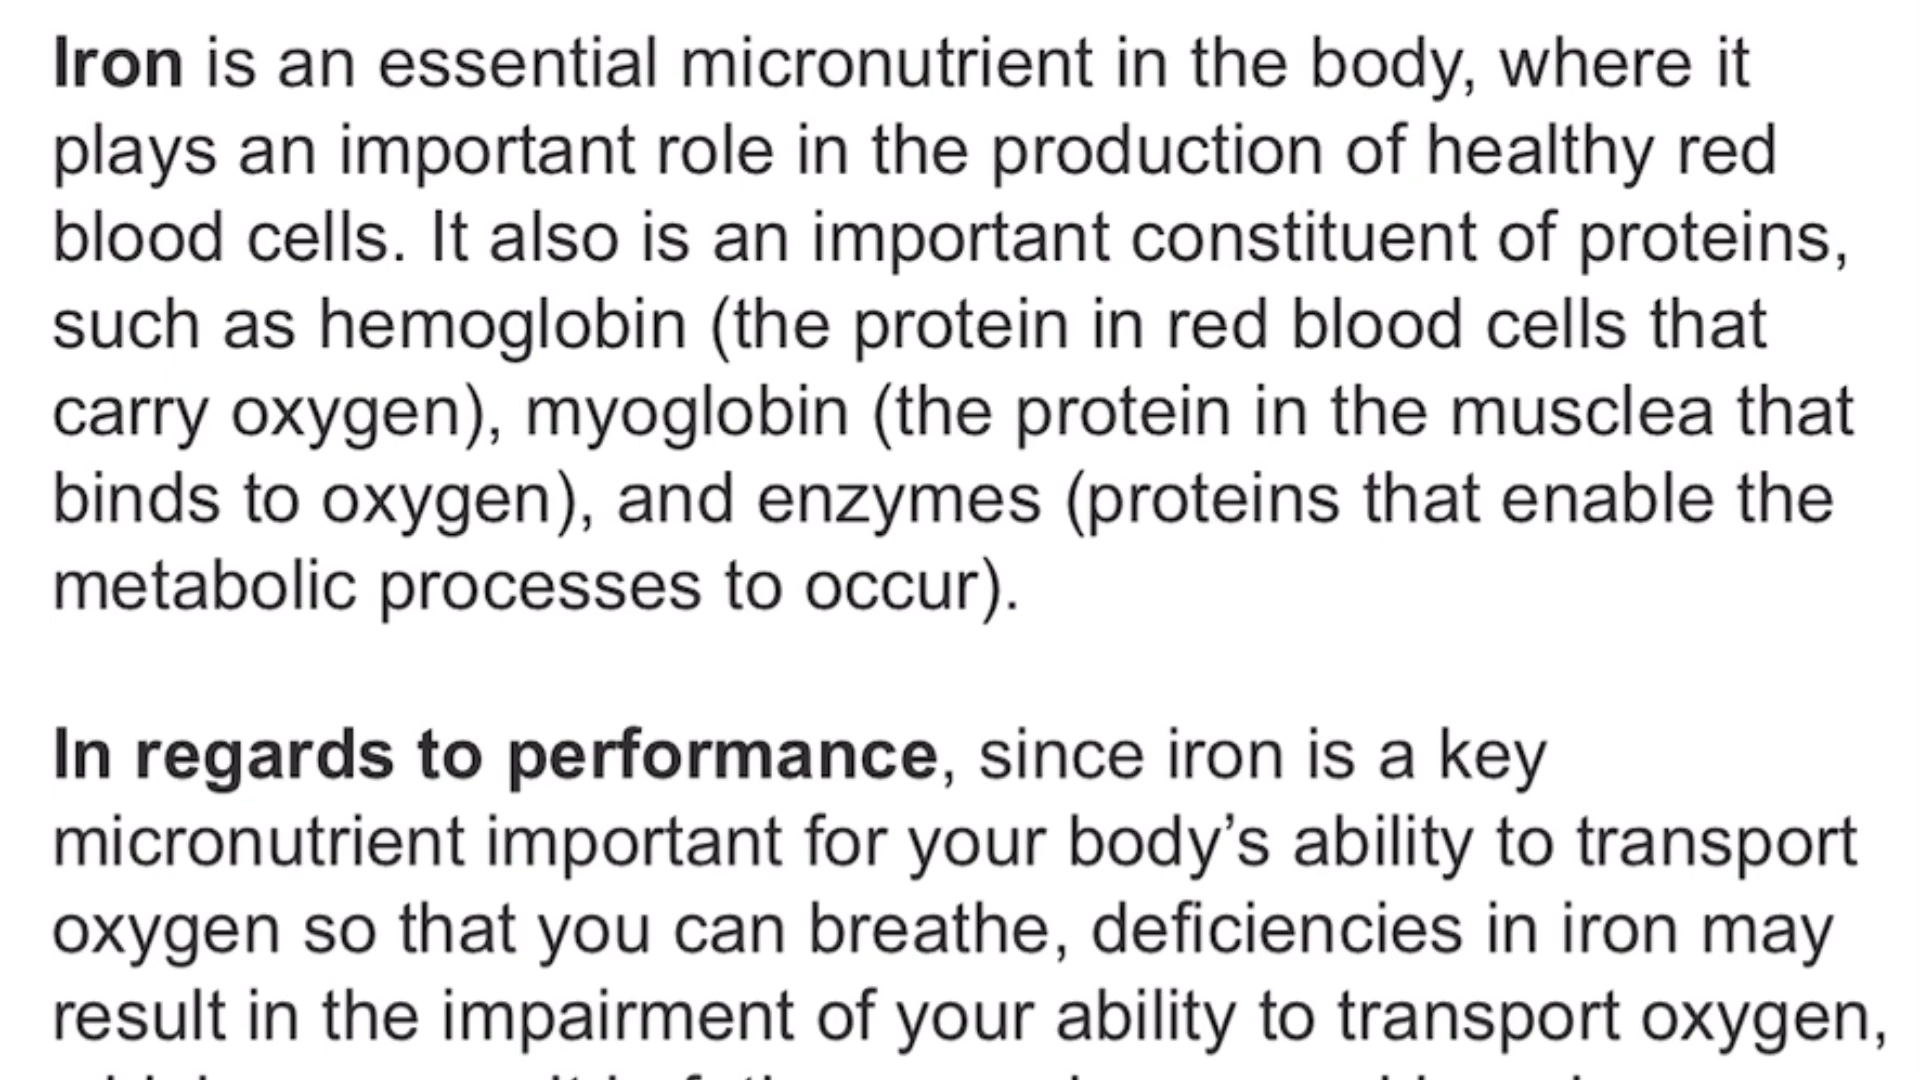 Iron is an essential micronutrient in the body, where it
plays an important role in the production of healthy red
blood cells. It also is an important constituent of proteins,
such as hemoglobin (the protein in red blood cells that
carry oxygen), myoglobin (the protein in the musclea that
binds to oxygen), and enzymes (proteins that enable the
metabolic processes to occur).
In regards to performance, since iron is a key
micronutrient important for your body’s ability to transport
oxygen so that you can breathe, deficiencies in iron may
result in the impairment of your ability to transport oxygen,